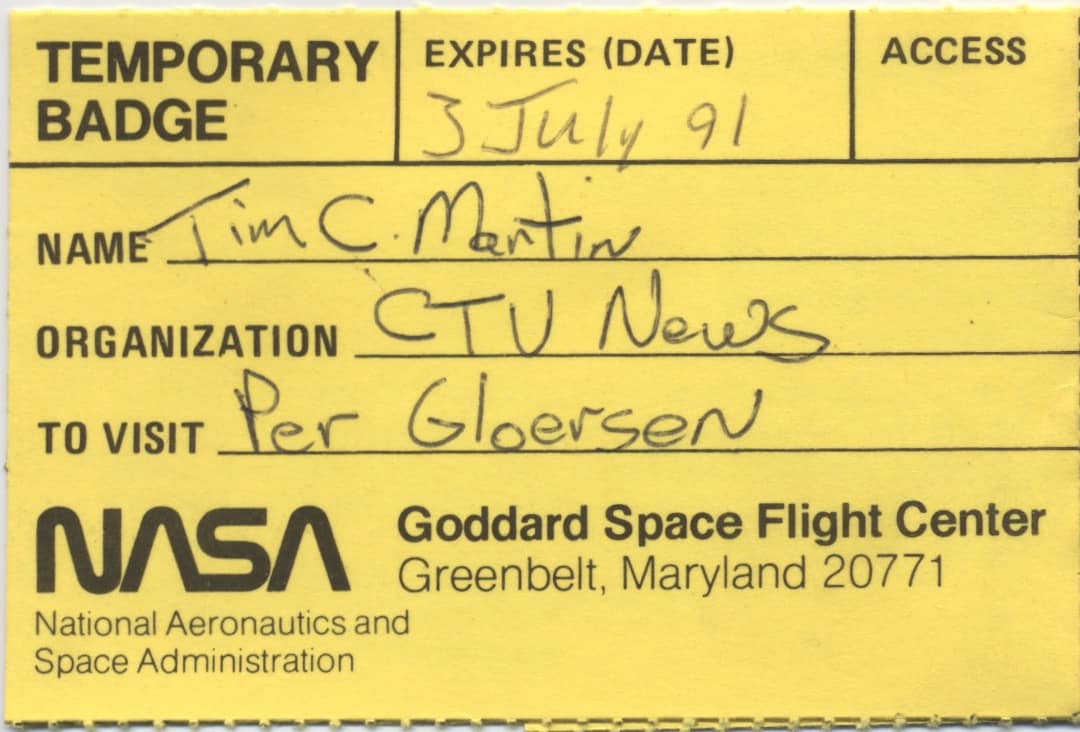 TEMPORARY BADGE
EXPIRES (DATE)
3 July 91
ACCESS
NAME Tim C. Martin
ORGANIZATION CTV News
TO VISIT Per Gloersen
NASA
Goddard Space Flight Center
Greenbelt, Maryland 20771
National Aeronautics and
Space Administration